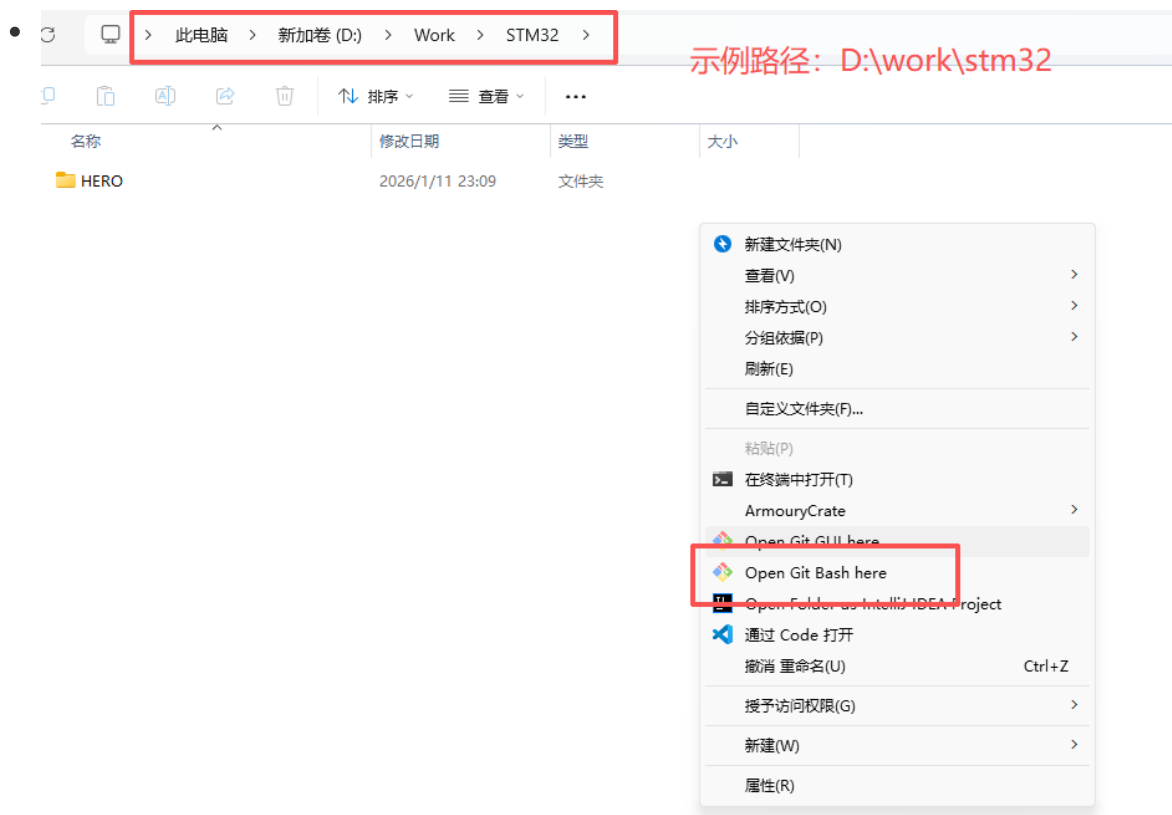 此电脑 > 新加卷 (D:) > Work > STM32 >
示例路径：D:\work\stm32
排序 查看 ...
名称 修改日期 类型 大小
HERO 2026/1/11 23:09 文件夹
新建文件夹(N)
查看(V)
排序方式(O)
分组依据(P)
刷新(E)
自定义文件夹(F)...
粘贴(P)
在终端中打开(T)
ArmouryCrate
Open Git GUI here
Open Git Bash here
Open Folder as IntelliJ IDEA Project
通过 Code 打开
撤消 重命名(U) Ctrl+Z
授予访问权限(G)
新建(W)
属性(R)